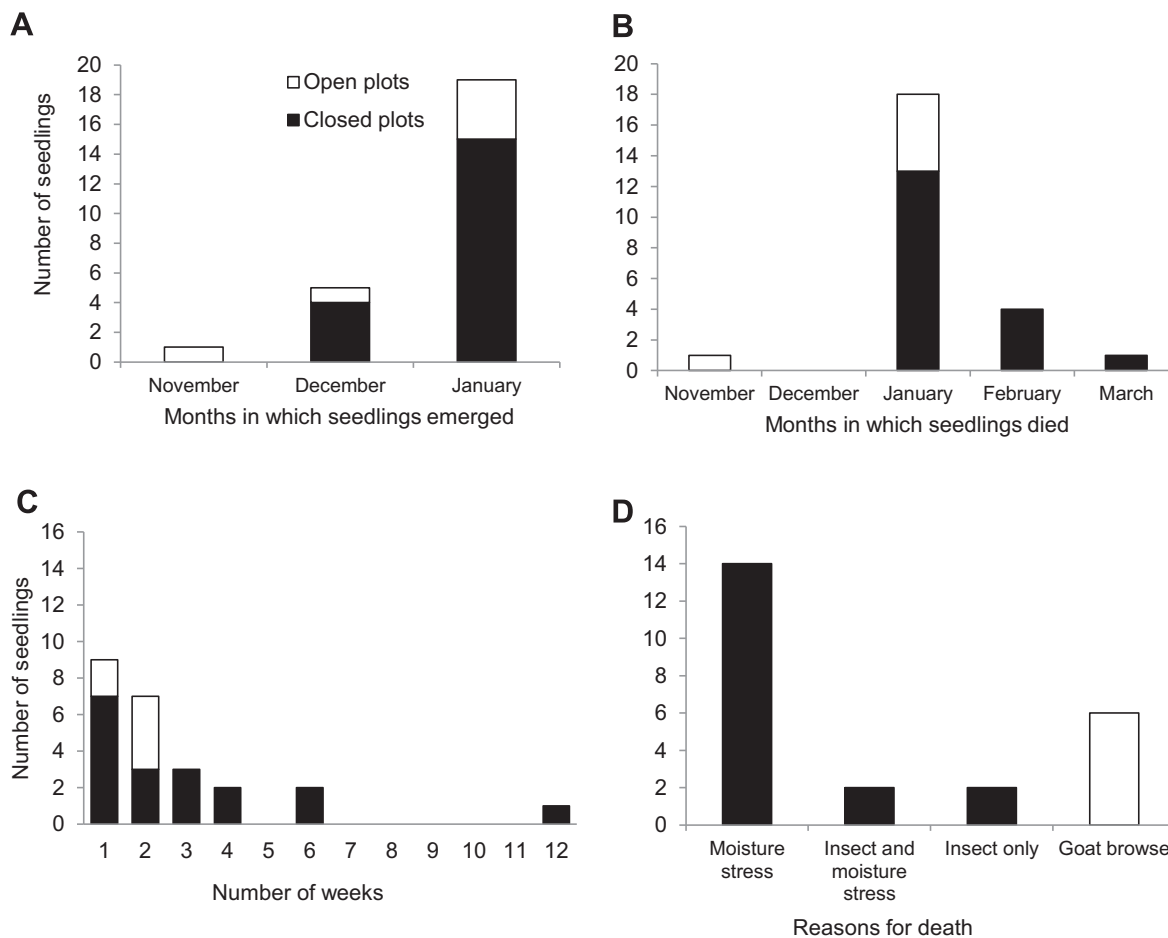 A
Number of seedlings
20
18
16
14
12
10
8
6
4
2
0
Open plots
Closed plots
November December January
Months in which seedlings emerged
B
20
18
16
14
12
10
8
6
4
2
0
November December January February March
Months in which seedlings died
C
Number of seedlings
16
14
12
10
8
6
4
2
0
1 2 3 4 5 6 7 8 9 10 11 12
Number of weeks
D
16
14
12
10
8
6
4
2
0
Moisture
stress
Insect and
moisture
stress
Insect only
Goat browse
Reasons for death